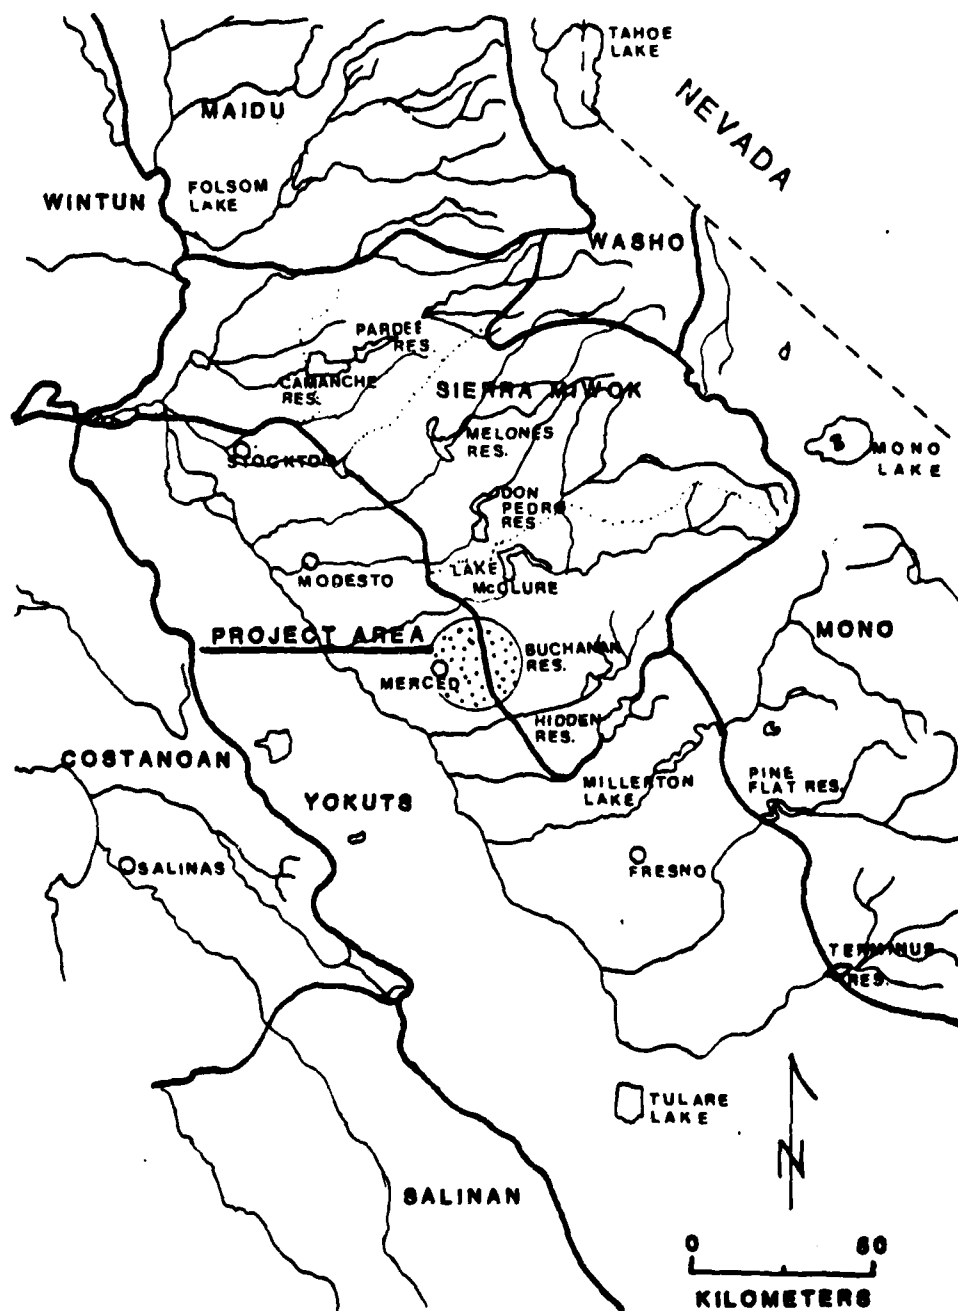 TAHOE
LAKE
NEVADA
MAIDU
WINTUN
FOLSOM
LAKE
WASHO
PARDEE
RES.
CAMANCHE
RES.
SIERRA MIWOK
MELONES
RES.
STOCKTON
MONO
LAKE
DON
PEDRO
RES
MODESTO
LAKE
McCLURE
PROJECT AREA
MONO
BUCHANAN
RES.
MERCED
HIDDEN
RES.
COSTANOAN
YOKUTS
MILLERTON
LAKE
PINE
FLAT RES.
SALINAS
FRESNO
TERMINUS
RES.
TULARE
LAKE
N
SALINAN
0
KILOMETERS